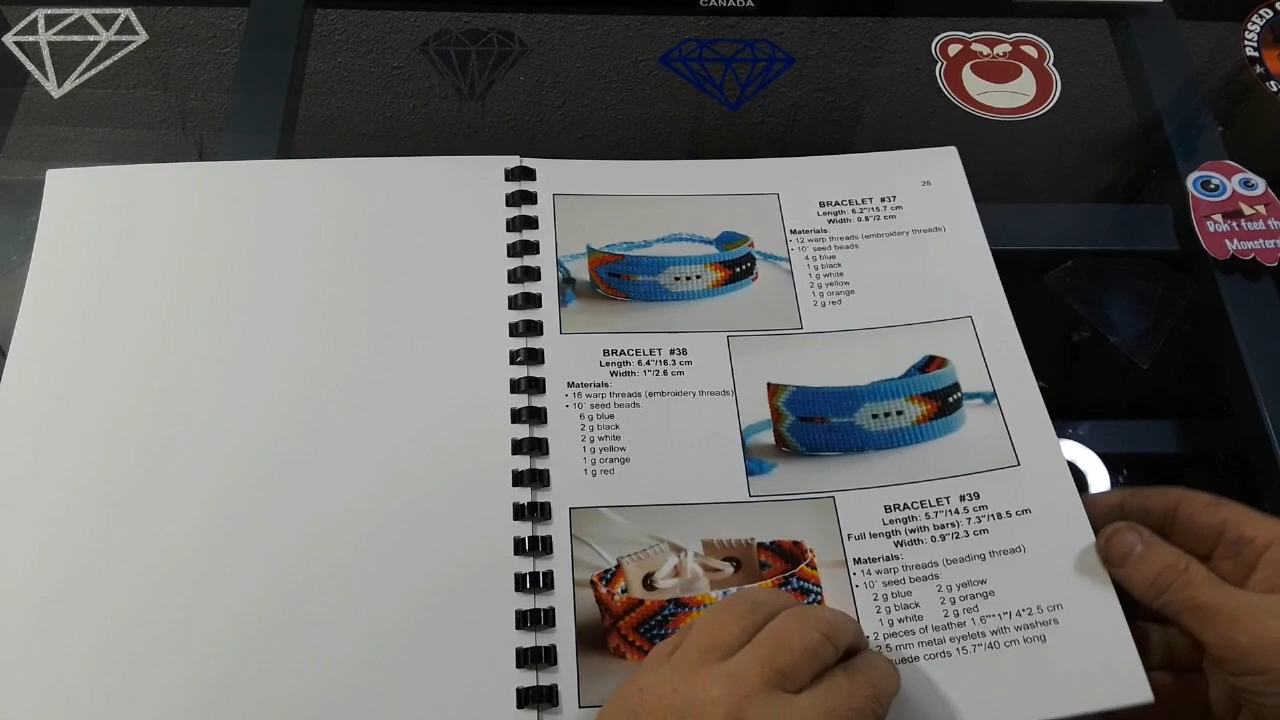 CANADA
PISSED
Don't feed the
Monsters
28
BRACELET #37
Length: 6.2"/15.7 cm
Width: 0.8"/2 cm
Materials:
• 12 warp threads (embroidery threads)
• 10˚ seed beads:
4 g blue
1 g black
1 g white
2 g yellow
1 g orange
2 g red
BRACELET #38
Length: 6.4"/16.3 cm
Width: 1"/2.6 cm
Materials:
• 16 warp threads (embroidery threads)
• 10˚ seed beads:
6 g blue
2 g black
2 g white
1 g yellow
1 g orange
1 g red
BRACELET #39
Length: 5.7"/14.5 cm
Full length (with bars): 7.3"/18.5 cm
Width: 0.9"/2.3 cm
Materials:
• 14 warp threads (beading thread)
• 10˚ seed beads:
2 g blue 2 g yellow
2 g black 2 g orange
1 g white 2 g red
• 2 pieces of leather 1.6"*1"/ 4*2.5 cm
2.5 mm metal eyelets with washers
cords 15.7"/40 cm long